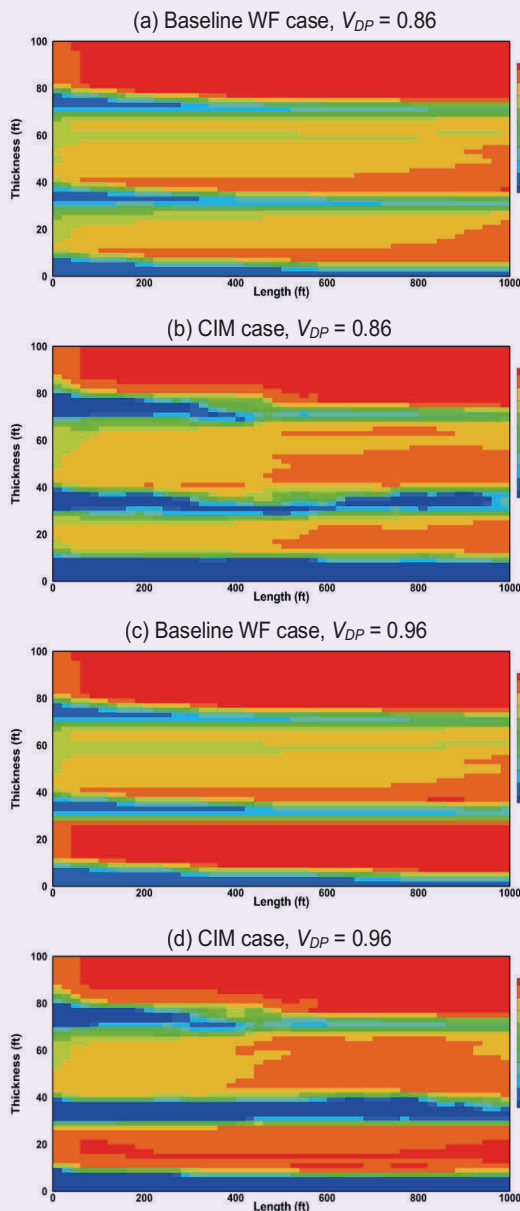 (a) Baseline WF case, V_DP = 0.86
100
80
60
40
20
0
Thickness (ft)
0 200 400 600 800 1000
Length (ft)
(b) CIM case, V_DP = 0.86
100
80
60
40
20
0
Thickness (ft)
0 200 400 600 800 1000
Length (ft)
(c) Baseline WF case, V_DP = 0.96
100
80
60
40
20
0
Thickness (ft)
0 200 400 600 800 1000
Length (ft)
(d) CIM case, V_DP = 0.96
100
80
60
40
20
0
Thickness (ft)
0 200 400 600 800 1000
Length (ft)